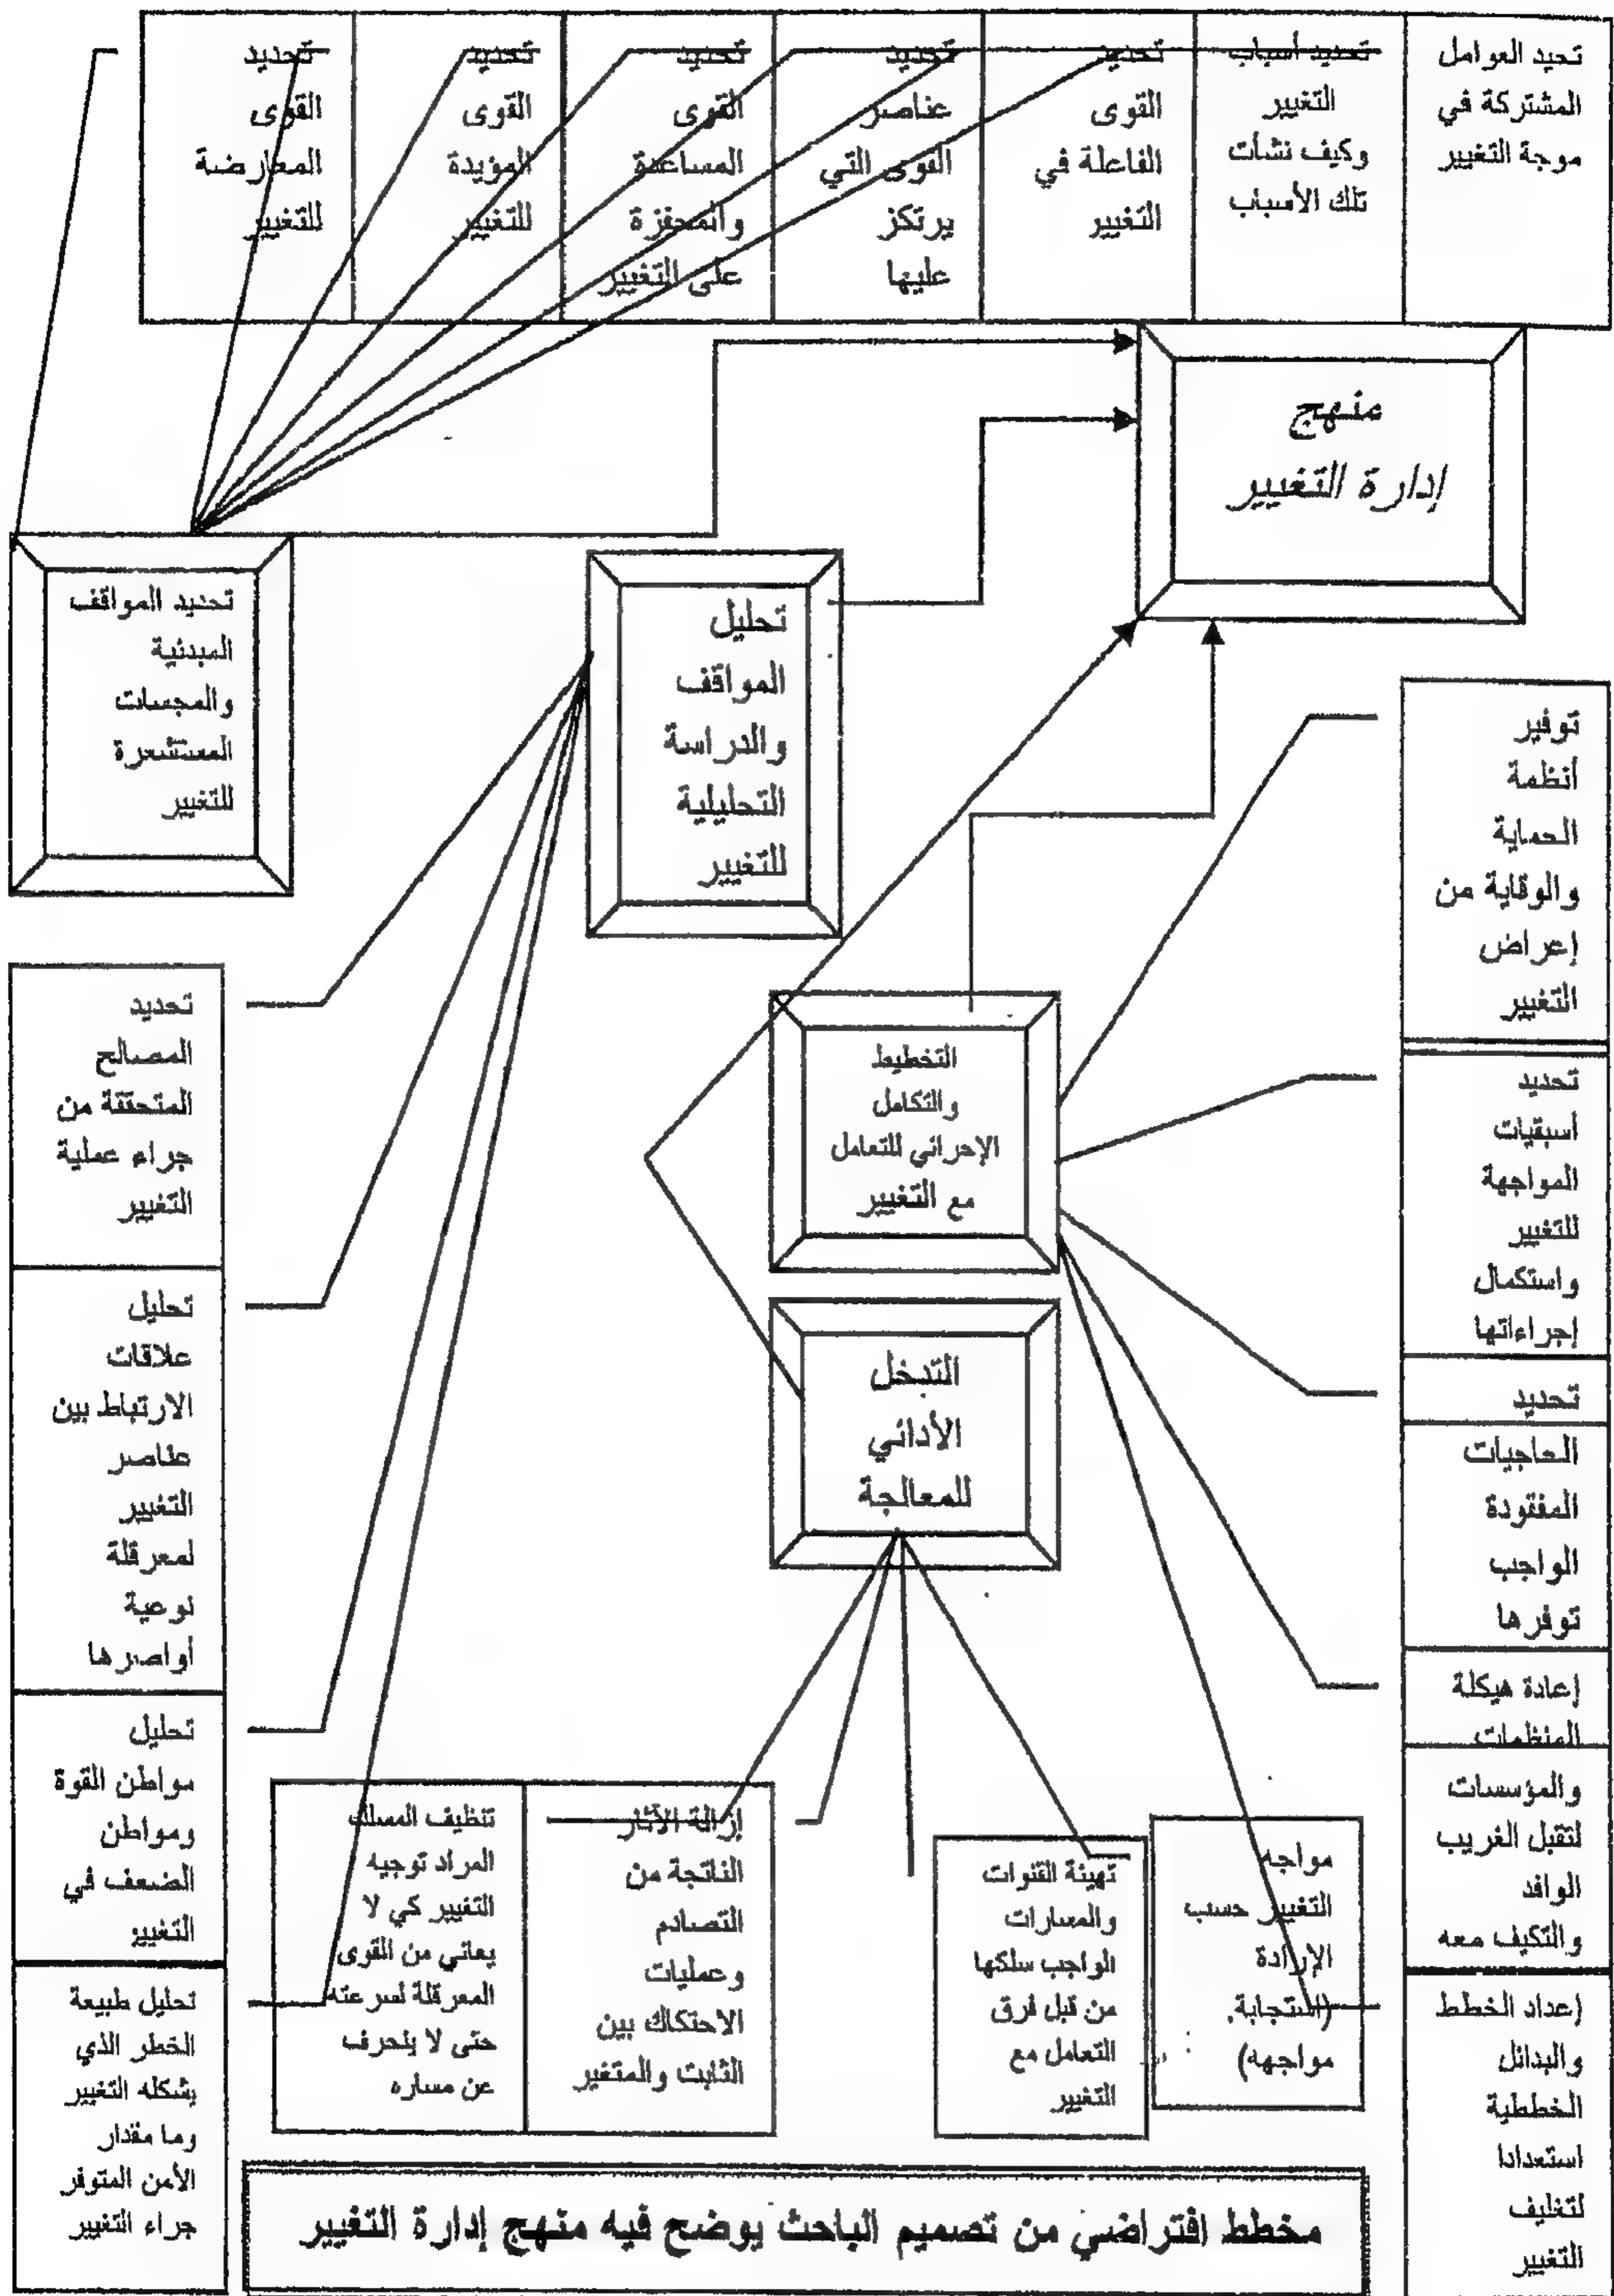 تحيد العوامل
المشتركة في
موجة التغيير
تحديد أسباب
التغيير
وكيف نشأت
تلك الأسباب
تحديد
القوى
الفاعلة في
التغيير
تحديد
عناصر
القوى التي
يرتكز
عليها
تحديد
القوى
المساعدة
والمحفزة
على التغيير
تحديد
القوى
المؤيدة
للتغيير
تحديد
القوى
المعارضة
للتغيير
منهج
إدارة التغيير
تحديد المواقف
المبدئية
والمجسات
المستشعرة
للتغيير
تحليل
المواقف
والدراسة
التحليلية
للتغيير
توفير
أنظمة
الحماية
والوقاية من
إعراض
التغيير
تحديد
أسبقيات
المواجهة
للتغيير
واستكمال
إجراءاتها
تحديد
الحاجيات
المفقودة
الواجب
توفرها
إعادة هيكلة
المنظمات
والمؤسسات
لتقبل الغريب
الوافد
والتكيف معه
إعداد الخطط
والبدائل
الخططية
استعدادا
لتغليف
التغيير
التخطيط
والتكامل
الإجرائي للتعامل
مع التغيير
التدخل
الأدائي
للمعالجة
تحديد
المصالح
المتحققة من
جراء عملية
التغيير
تحليل
علاقات
الارتباط بين
عناصر
التغيير
لمعرقلة
نوعية
أواصرها
تحليل
مواطن القوة
ومواطن
الضعف في
التغيير
تحليل طبيعة
الخطر الذي
يشكله التغيير
وما مقدار
الأمن المتوفر
جراء التغيير
مواجه
التغيير حسب
الإرادة
(استجابة,
مواجهه)
تهيئة القنوات
والمسارات
الواجب سلكها
من قبل فرق
التعامل مع
التغيير
إزالة الآثار
الناتجة من
التصادم
وعمليات
الاحتكاك بين
الثابت والمتغير
تنظيف المسلك
المراد توجيه
التغيير كي لا
يعاني من القوى
المعرقلة لسرعته
حتى لا ينحرف
عن مساره
مخطط افتراضي من تصميم الباحث يوضح فيه منهج إدارة التغيير